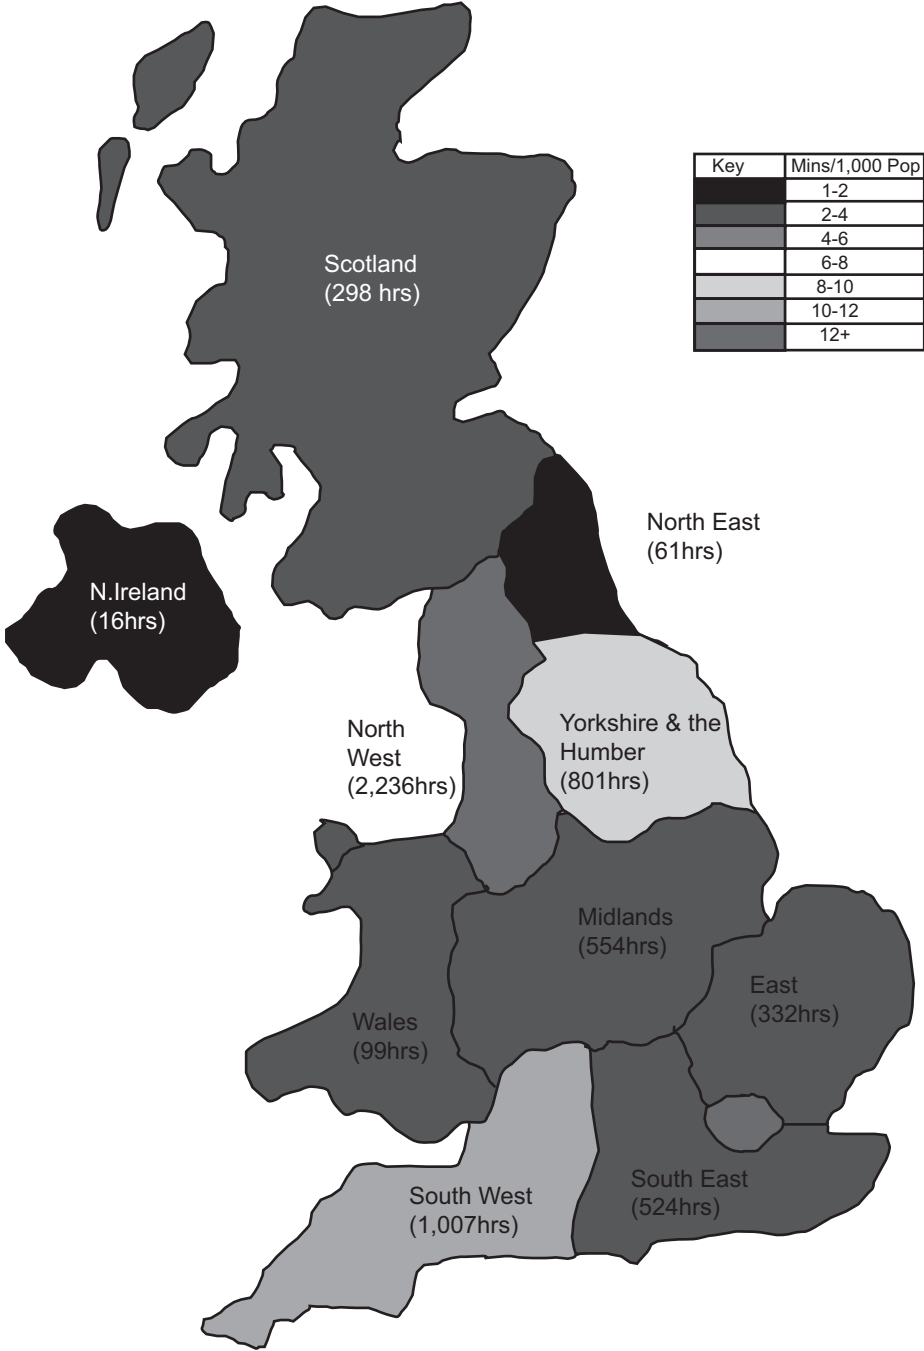 Key Mins/1,000 Pop
1-2
2-4
4-6
6-8
8-10
10-12
12+
Scotland
(298 hrs)
North East
(61hrs)
N.Ireland
(16hrs)
North
West
(2,236hrs)
Yorkshire & the
Humber
(801hrs)
Midlands
(554hrs)
East
(332hrs)
Wales
(99hrs)
South East
(524hrs)
South West
(1,007hrs)